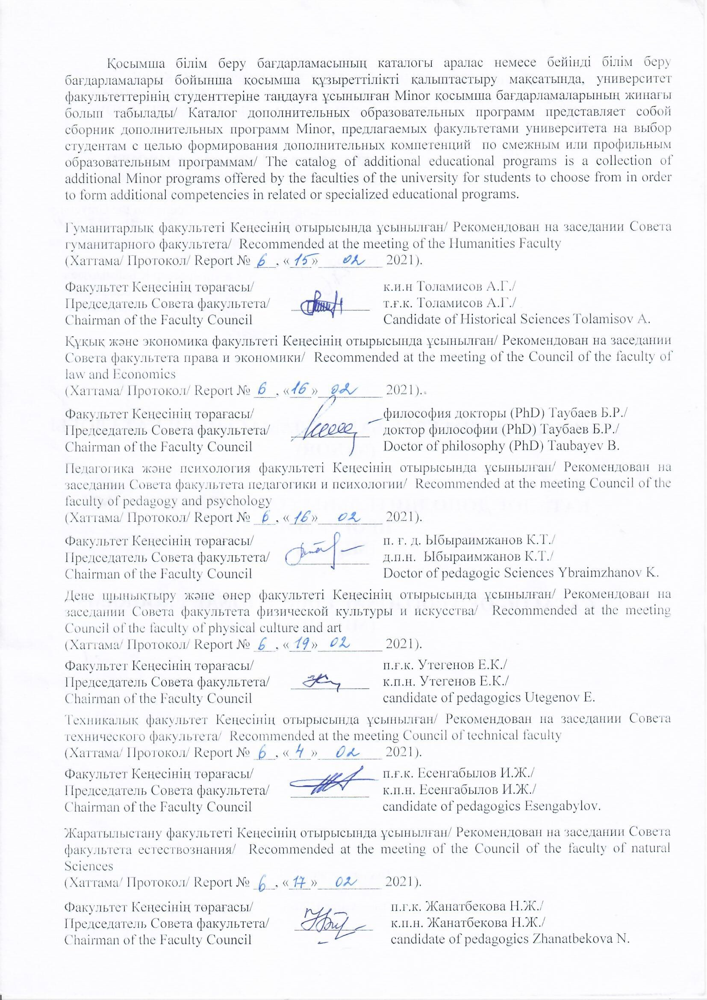 Қосымша білім беру бағдарламасының каталогы аралас немесе бейінді білім беру
бағдарламалары бойынша қосымша құзыреттілікті қалыптастыру мақсатында, университет
факультеттерінің студенттеріне таңдауға ұсынылған Minor қосымша бағдарламаларының жинағы
болып табылады/ Каталог дополнительных образовательных программ представляет собой
сборник дополнительных программ Minor, предлагаемых факультетами университета на выбор
студентам с целью формирования дополнительных компетенций по смежным или профильным
образовательным программам/ The catalog of additional educational programs is a collection of
additional Minor programs offered by the faculties of the university for students to choose from in order
to form additional competencies in related or specialized educational programs.
Гуманитарлық факультеті Кеңесінің отырысында ұсынылған/ Рекомендован на заседании Совета
гуманитарного факультета/ Recommended at the meeting of the Humanities Faculty
(Хаттама/ Протокол/ Report № 6, «15» 02 2021).
Факультет Кеңесінің төрағасы/ к.и.н Толамисов А.Г./
Председатель Совета факультета/ т.ғ.к. Толамисов А.Г./
Chairman of the Faculty Council Candidate of Historical Sciences Tolamisov A.
Құқық және экономика факультеті Кеңесінің отырысында ұсынылған/ Рекомендован на заседании
Совета факультета права и экономики/ Recommended at the meeting of the Council of the faculty of
law and Economics
(Хаттама/ Протокол/ Report № 6, «16» 02 2021).
Факультет Кеңесінің төрағасы/ философия докторы (PhD) Таубаев Б.Р./
Председатель Совета факультета/ доктор философии (PhD) Таубаев Б.Р./
Chairman of the Faculty Council Doctor of philosophy (PhD) Taubayev B.
Педагогика және психология факультеті Кеңесінің отырысында ұсынылған/ Рекомендован на
заседании Совета факультета педагогики и психологии/ Recommended at the meeting Council of the
faculty of pedagogy and psychology
(Хаттама/ Протокол/ Report № 6, «16» 02 2021).
Факультет Кеңесінің төрағасы/ п. ғ. д. Ыбыраимжанов К.Т./
Председатель Совета факультета/ д.п.н. Ыбыраимжанов К.Т./
Chairman of the Faculty Council Doctor of pedagogic Sciences Ybraimzhanov K.
Дене шынықтыру және өнер факультеті Кеңесінің отырысында ұсынылған/ Рекомендован на
заседании Совета факультета физической культуры и искусства/ Recommended at the meeting
Council of the faculty of physical culture and art
(Хаттама/ Протокол/ Report № 6, «19» 02 2021).
Факультет Кеңесінің төрағасы/ п.ғ.к. Утегенов Е.К./
Председатель Совета факультета/ к.п.н. Утегенов Е.К./
Chairman of the Faculty Council candidate of pedagogics Utegenov E.
Техникалық факультет Кеңесінің отырысында ұсынылған/ Рекомендован на заседании Совета
технического факультета/ Recommended at the meeting Council of technical faculty
(Хаттама/ Протокол/ Report № 6, «4» 02 2021).
Факультет Кеңесінің төрағасы/ п.ғ.к. Есенгабылов И.Ж./
Председатель Совета факультета/ к.п.н. Есенгабылов И.Ж./
Chairman of the Faculty Council candidate of pedagogics Esengabylov.
Жаратылыстану факультеті Кеңесінің отырысында ұсынылған/ Рекомендован на заседании Совета
факультета естествознания/ Recommended at the meeting of the Council of the faculty of natural
Sciences
(Хаттама/ Протокол/ Report № 6, «17» 02 2021).
Факультет Кеңесінің төрағасы/ п.ғ.к. Жанатбекова Н.Ж./
Председатель Совета факультета/ к.п.н. Жанатбекова Н.Ж./
Chairman of the Faculty Council candidate of pedagogics Zhanatbekova N.